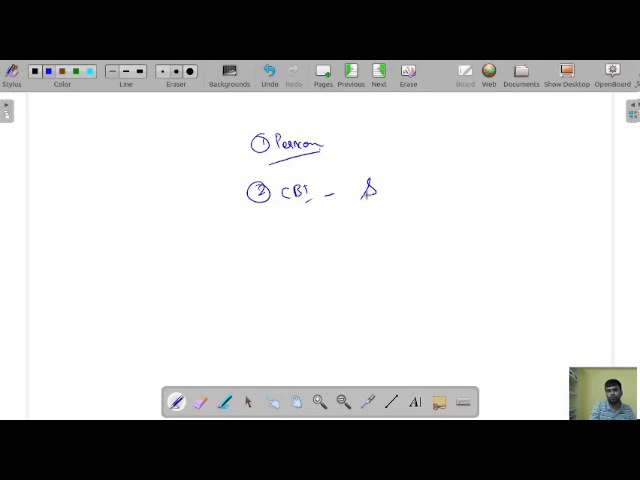 Stylus Color Line Eraser Backgrounds Undo Redo Pages Previous Next Erase Board Web Documents Show Desktop OpenBoard
① Person
② CBI -